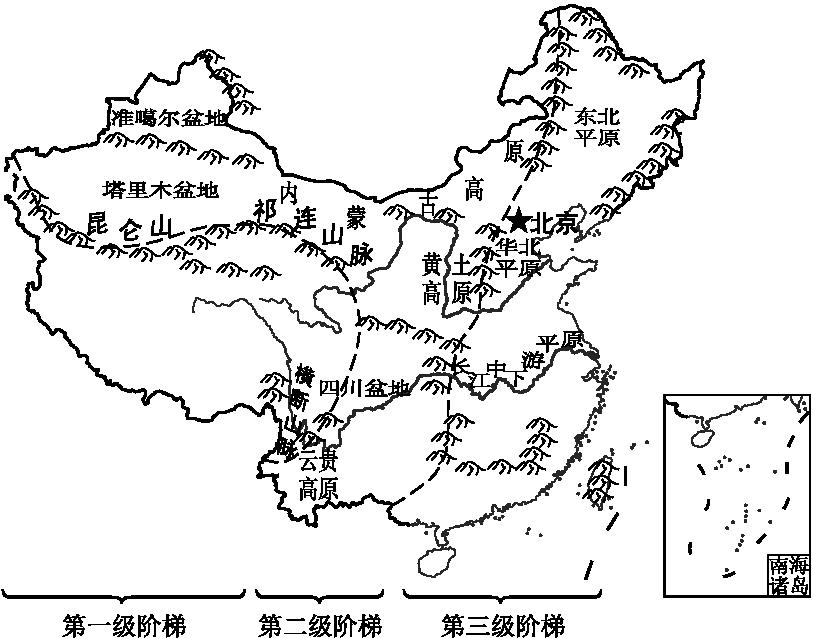 准噶尔盆地
东北
平原
塔里木盆地
内
蒙
古
高
原
昆仑山
祁连山脉
北京
华北
平原
黄土
高原
长江中下游平原
四川盆地
横断山脉
云贵
高原
南海
诸岛
第一级阶梯
第二级阶梯
第三级阶梯